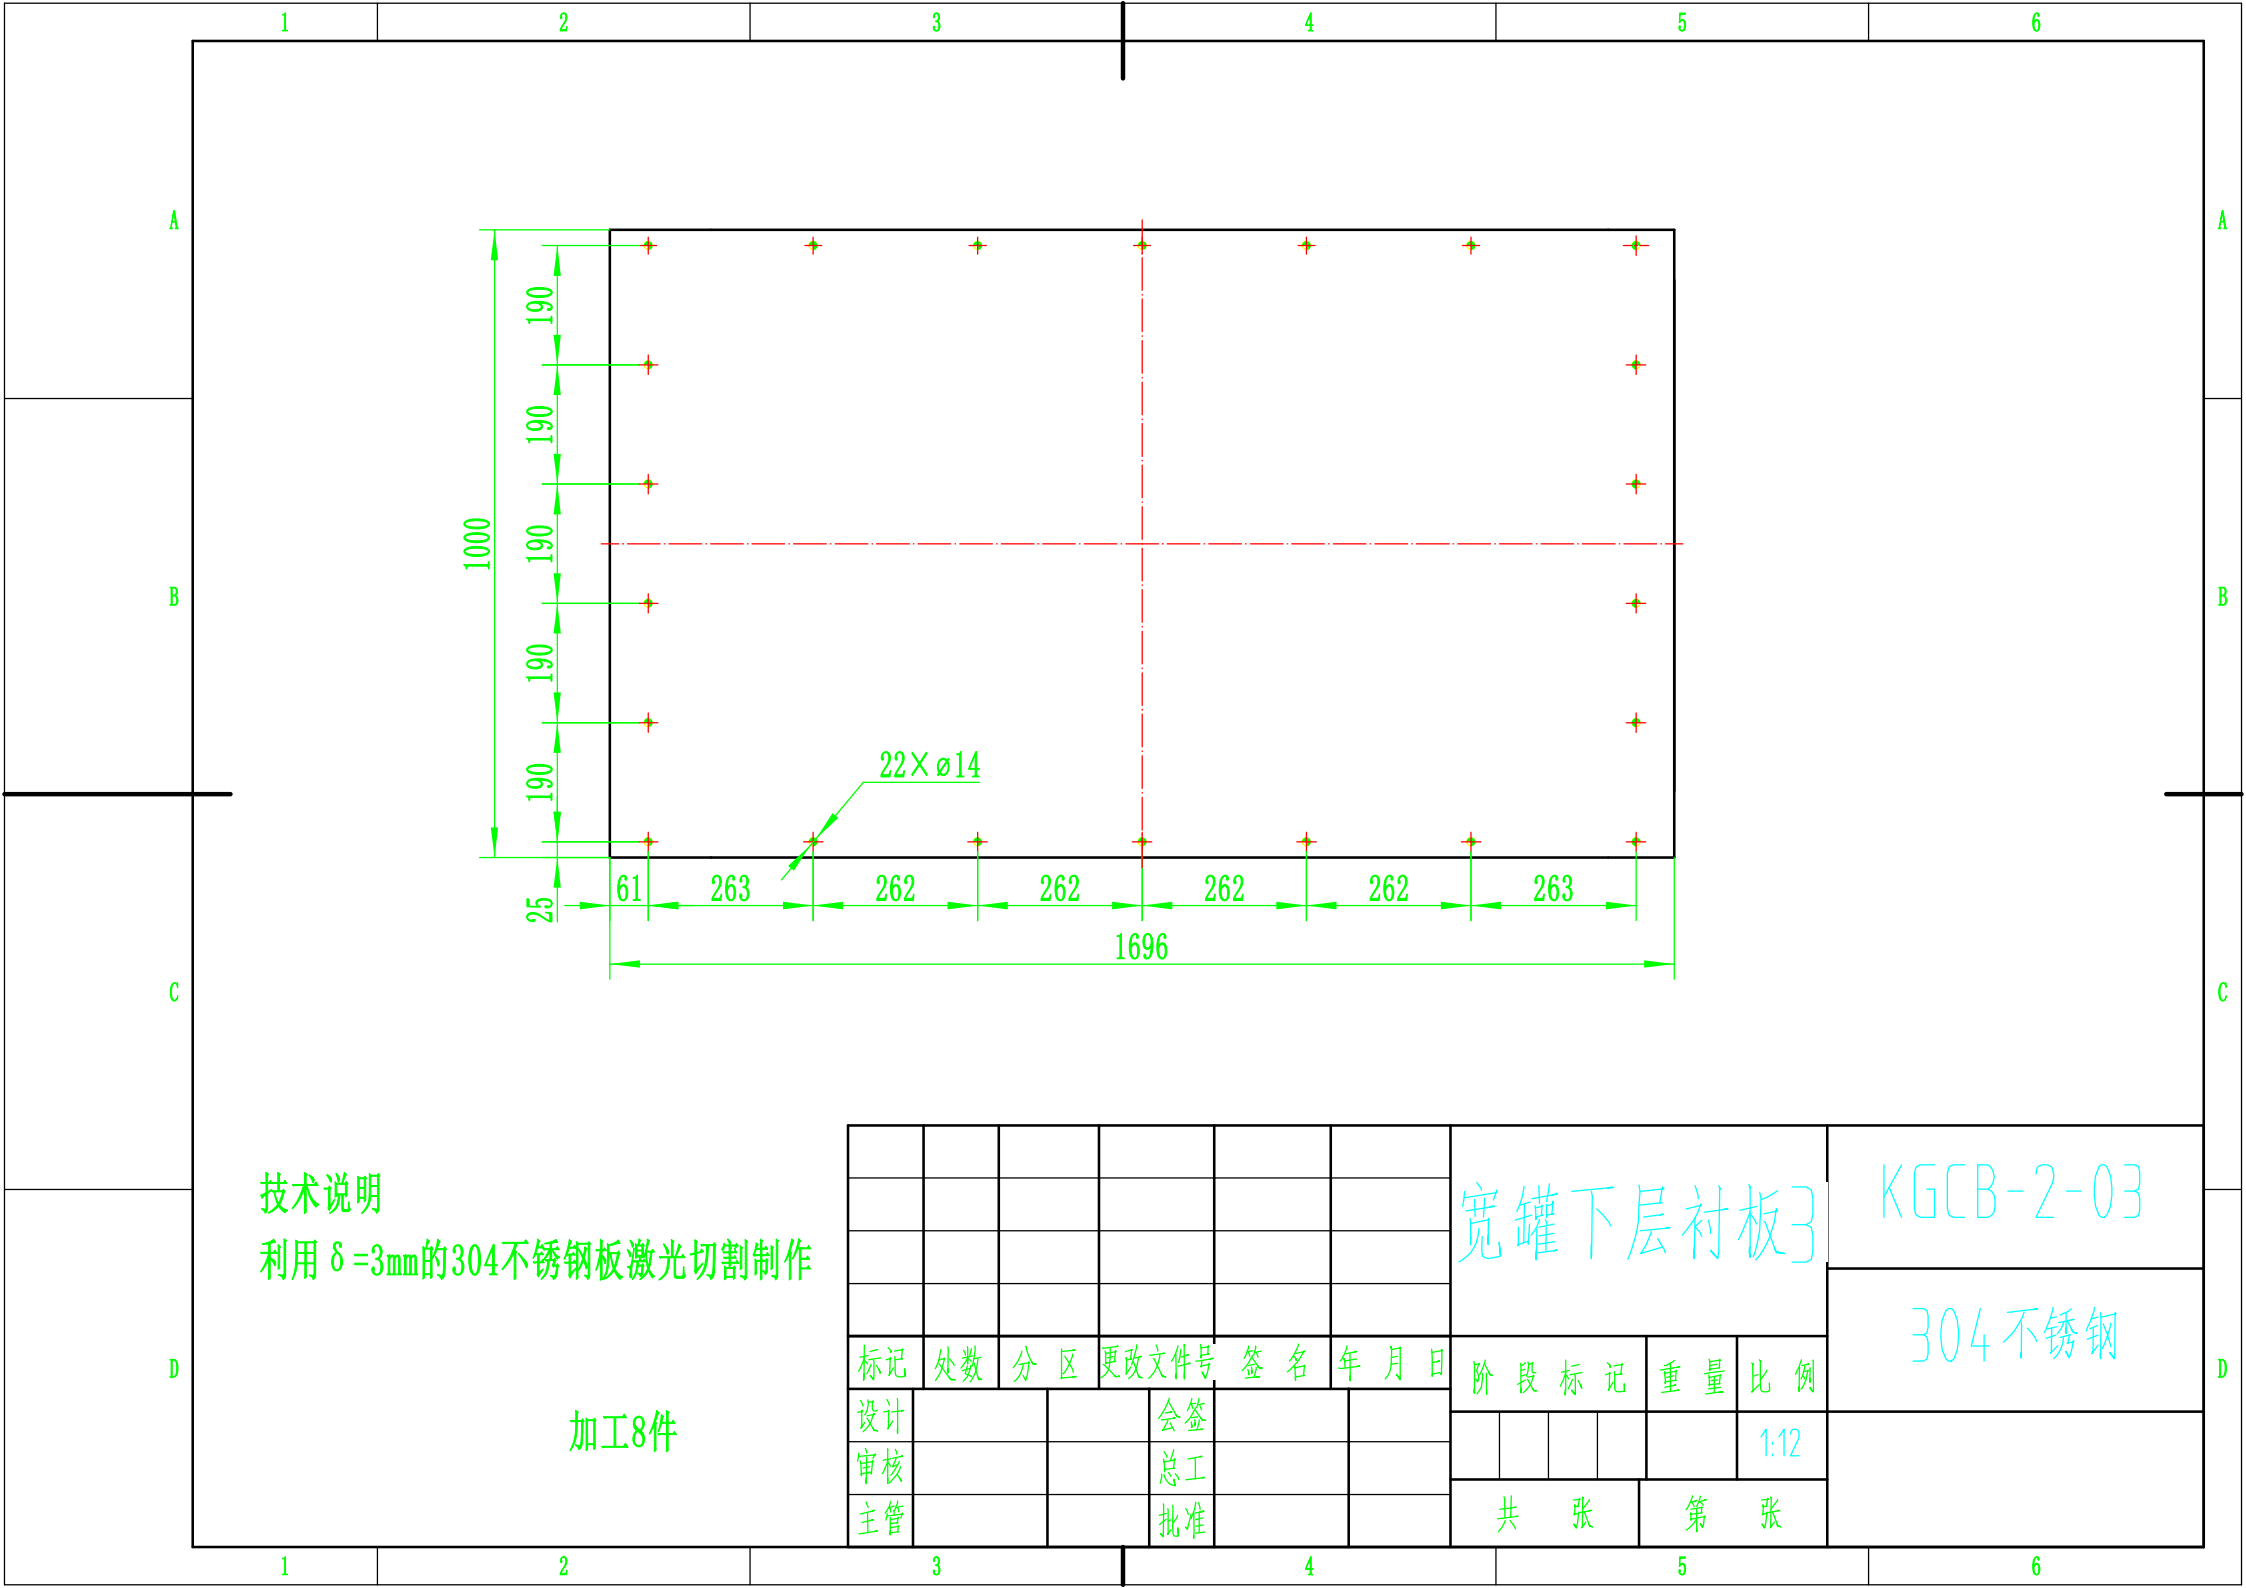 1 2 3 4 5 6
A A
190
190
1000
190
B B
190
22×ø14
190
61 263 262 262 262 262 263
25
1696
C C
技术说明
利用δ=3mm的304不锈钢板激光切割制作
加工8件
宽罐下层衬板3
KGCB-2-03
304不锈钢
标记 处数 分 区 更改文件号 签 名 年 月 日
阶 段 标 记 重 量 比 例
设计 会签
1:12
审核 总工
主管 批准
共 张 第 张
D D
1 2 3 4 5 6